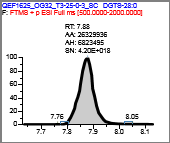 QEF1625_OG32_T3-25-0-3_SC DGTS-28:0
F: FTMS + p ESI Full ms [500.0000-2000.0000]
RT: 7.88
AA: 26329936
AH: 6823495
SN: 4.20E+018
100
80
60
40
20
0
7.76
8.05
7.7 7.8 7.9 8.0 8.1